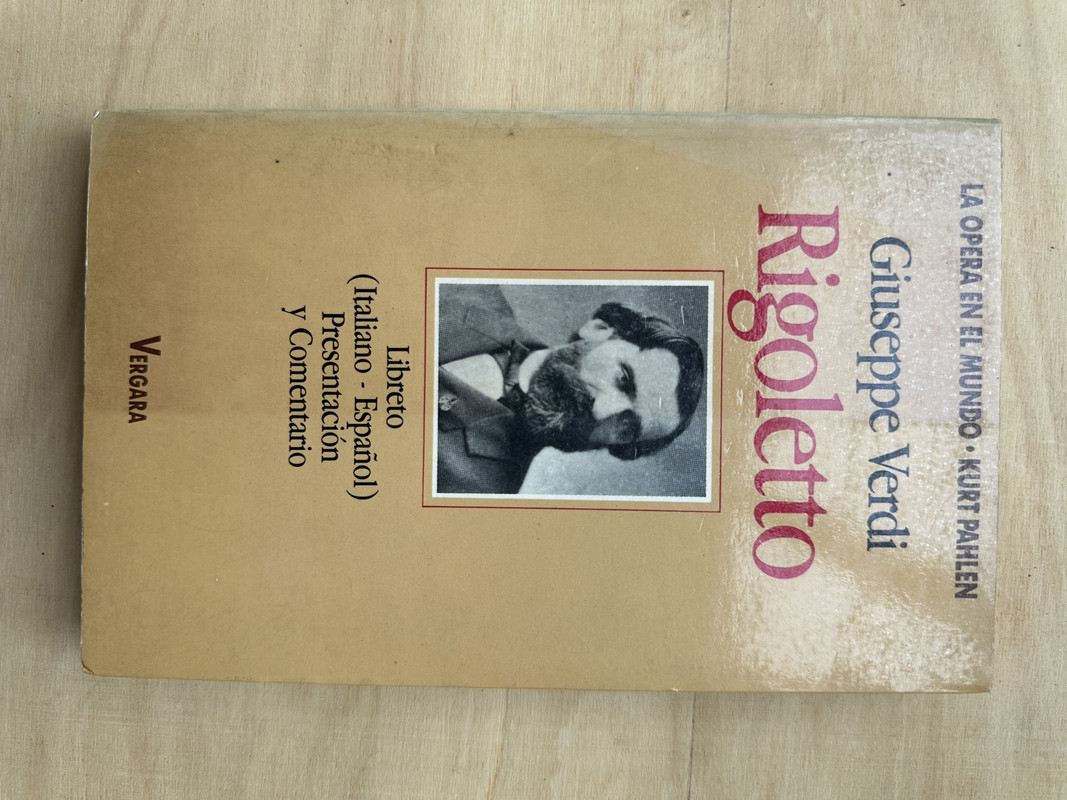 LA OPERA EN EL MUNDO • KURT PAHLEN
Giuseppe Verdi
Rigoletto
Libreto
(Italiano - Español)
Presentación
y Comentario
VERGARA